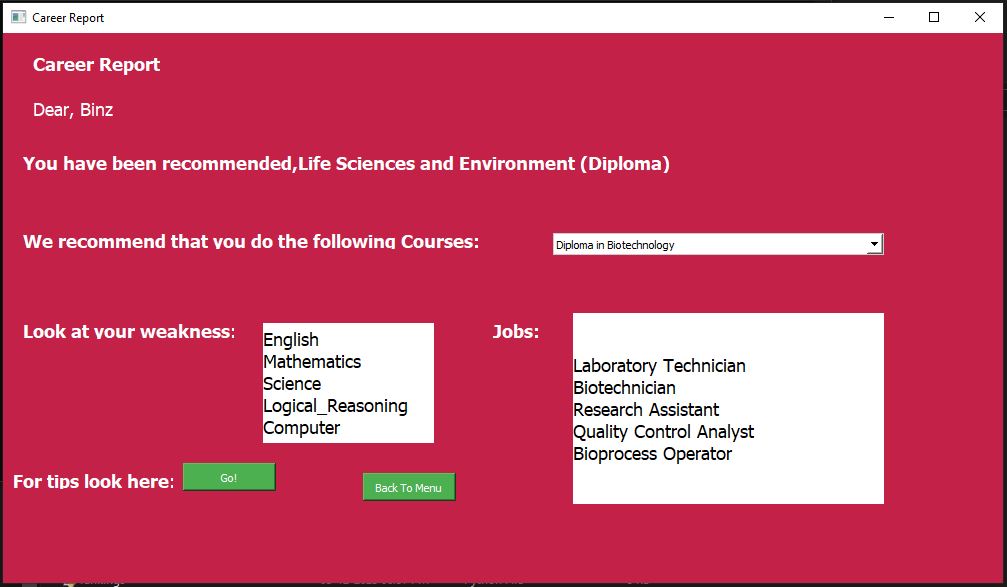 Career Report
Career Report
Dear, Binz
You have been recommended,Life Sciences and Environment (Diploma)
We recommend that you do the following Courses:
Diploma in Biotechnology
Look at your weakness:
English
Mathematics
Science
Logical_Reasoning
Computer
Jobs:
Laboratory Technician
Biotechnician
Research Assistant
Quality Control Analyst
Bioprocess Operator
For tips look here:
Go!
Back To Menu